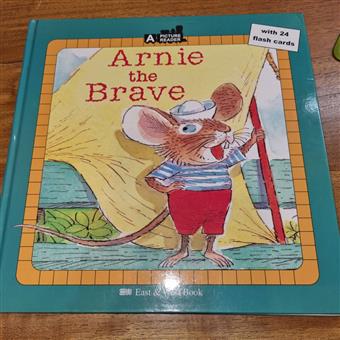 A PICTURE
READER
with 24
flash cards
Arnie
the
Brave
East & West Book